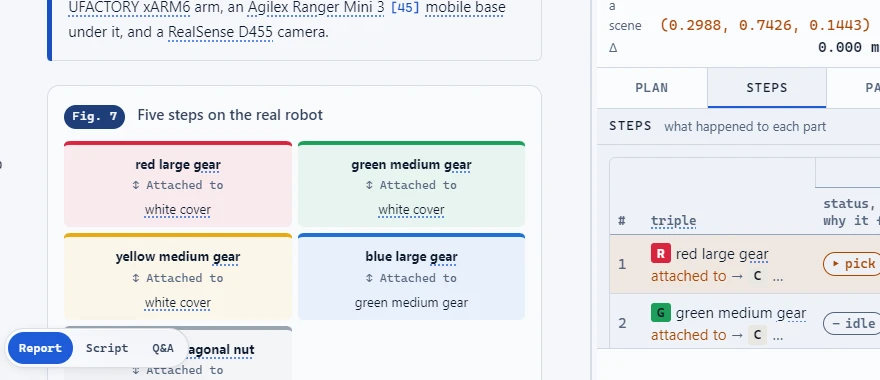 UFACTORY xARM6 arm, an Agilex Ranger Mini 3 [45] mobile base
under it, and a RealSense D455 camera.
Fig. 7 Five steps on the real robot
red large gear
↕ Attached to
white cover
green medium gear
↕ Attached to
white cover
yellow medium gear
↕ Attached to
white cover
blue large gear
↕ Attached to
green medium gear
agonal nut
↕ Attached to
Report Script Q&A
a
scene (0.2988, 0.7426, 0.1443)
Δ 0.000 m
PLAN STEPS PA
STEPS what happened to each part
# triple status,
why it
1 R red large gear
attached to → C ...
▸ pick
2 G green medium gear
attached to → C ...
– idle